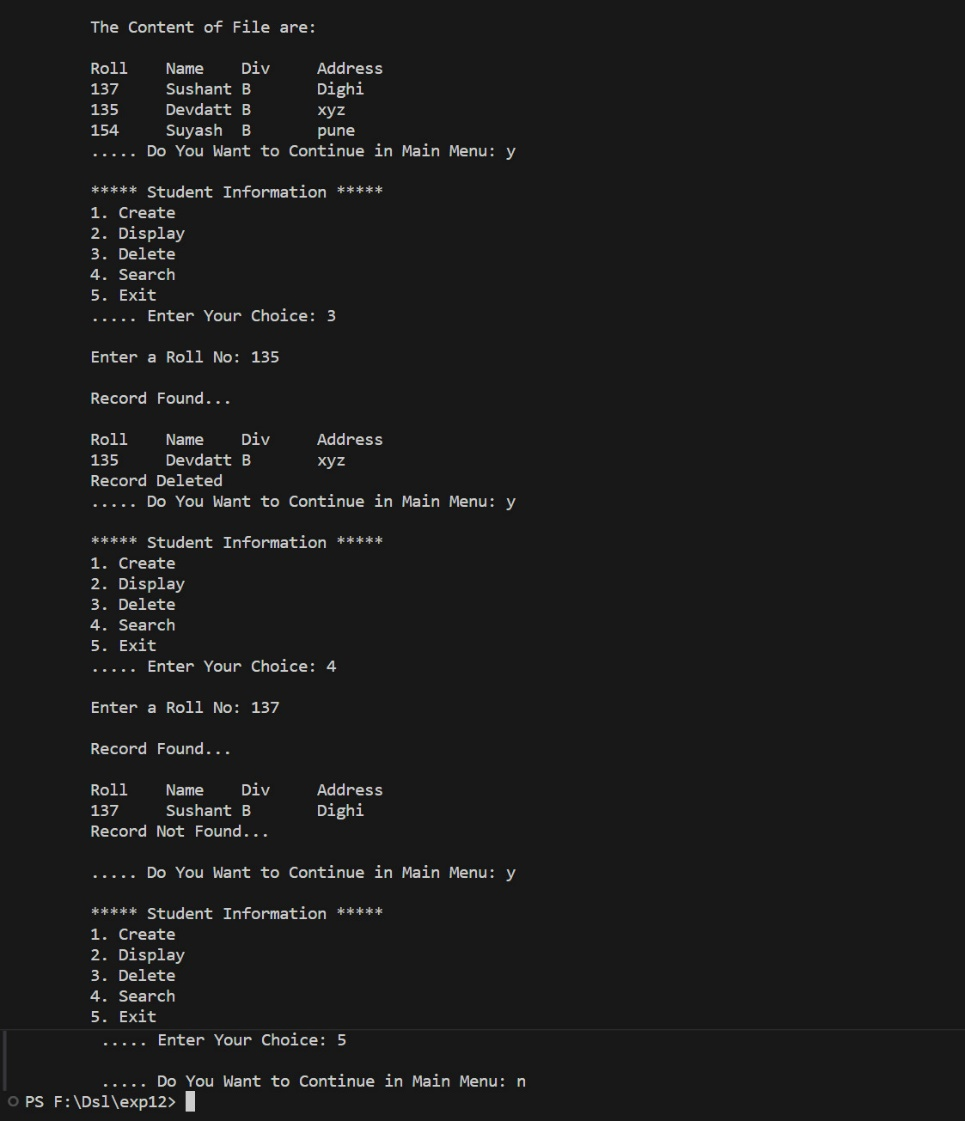 The Content of File are:
Roll Name Div Address
137 Sushant B Dighi
135 Devdatt B xyz
154 Suyash B pune
..... Do You Want to Continue in Main Menu: y
***** Student Information *****
1. Create
2. Display
3. Delete
4. Search
5. Exit
..... Enter Your Choice: 3
Enter a Roll No: 135
Record Found...
Roll Name Div Address
135 Devdatt B xyz
Record Deleted
..... Do You Want to Continue in Main Menu: y
***** Student Information *****
1. Create
2. Display
3. Delete
4. Search
5. Exit
..... Enter Your Choice: 4
Enter a Roll No: 137
Record Found...
Roll Name Div Address
137 Sushant B Dighi
Record Not Found...
..... Do You Want to Continue in Main Menu: y
***** Student Information *****
1. Create
2. Display
3. Delete
4. Search
5. Exit
..... Enter Your Choice: 5
..... Do You Want to Continue in Main Menu: n
PS F:\Dsl\exp12>